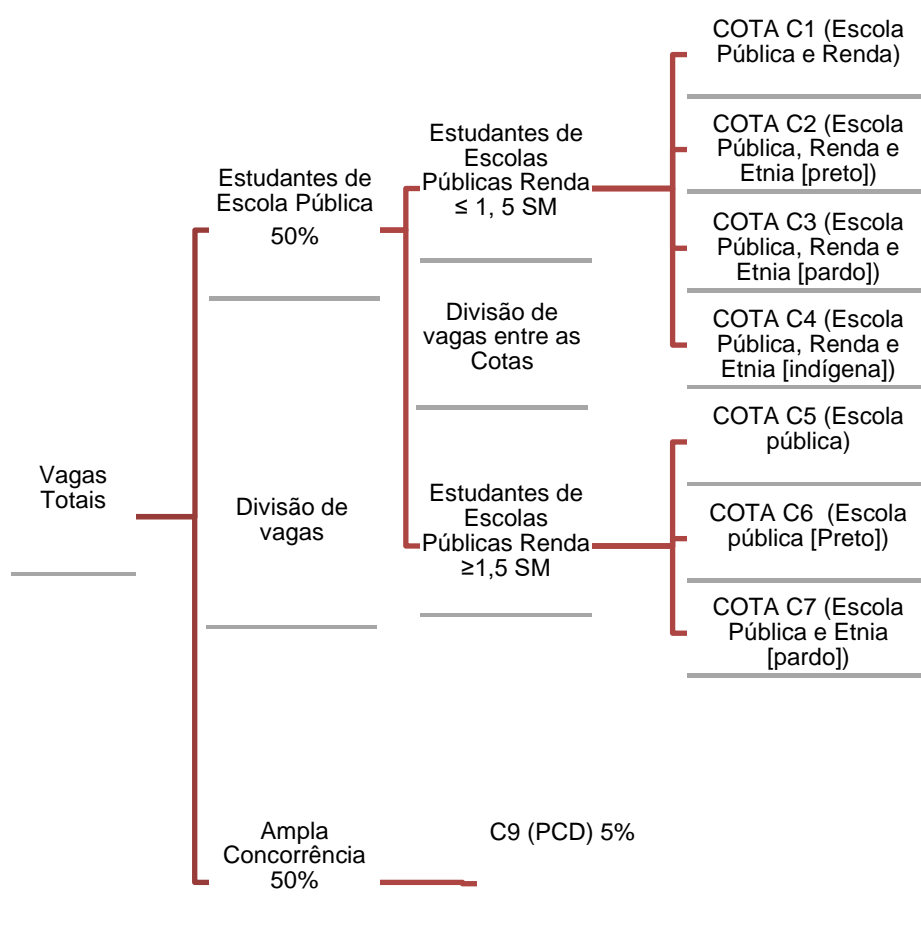 Vagas
Totais
Estudantes de
Escola Pública
50%
Divisão de
vagas
Ampla
Concorrência
50%
Estudantes de
Escolas
Públicas Renda
≤ 1, 5 SM
Divisão de
vagas entre as
Cotas
Estudantes de
Escolas
Públicas Renda
≥1,5 SM
C9 (PCD) 5%
COTA C1 (Escola
Pública e Renda)
COTA C2 (Escola
Pública, Renda e
Etnia [preto])
COTA C3 (Escola
Pública, Renda e
Etnia [pardo])
COTA C4 (Escola
Pública, Renda e
Etnia [indígena])
COTA C5 (Escola
pública)
COTA C6  (Escola
pública [Preto])
COTA C7 (Escola
Pública e Etnia
[pardo])